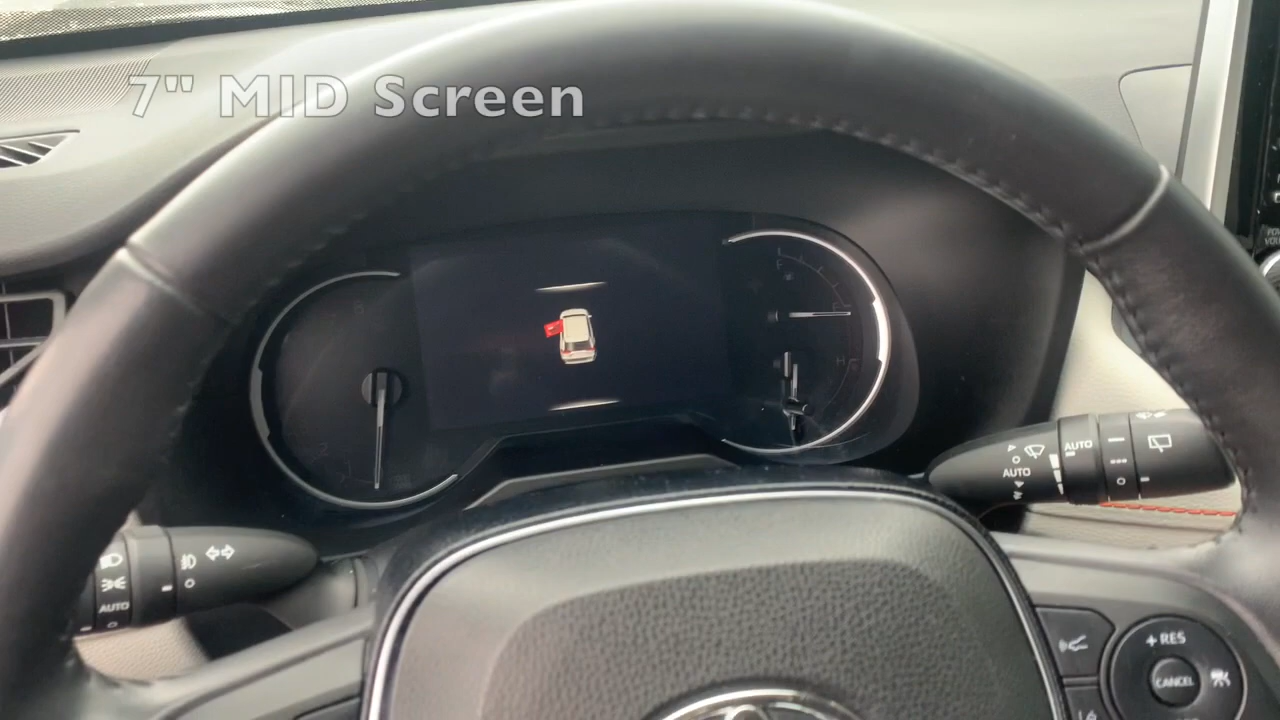 7" MID Screen
F
H
AUTO
AUTO
AUTO
+RES
CANCEL